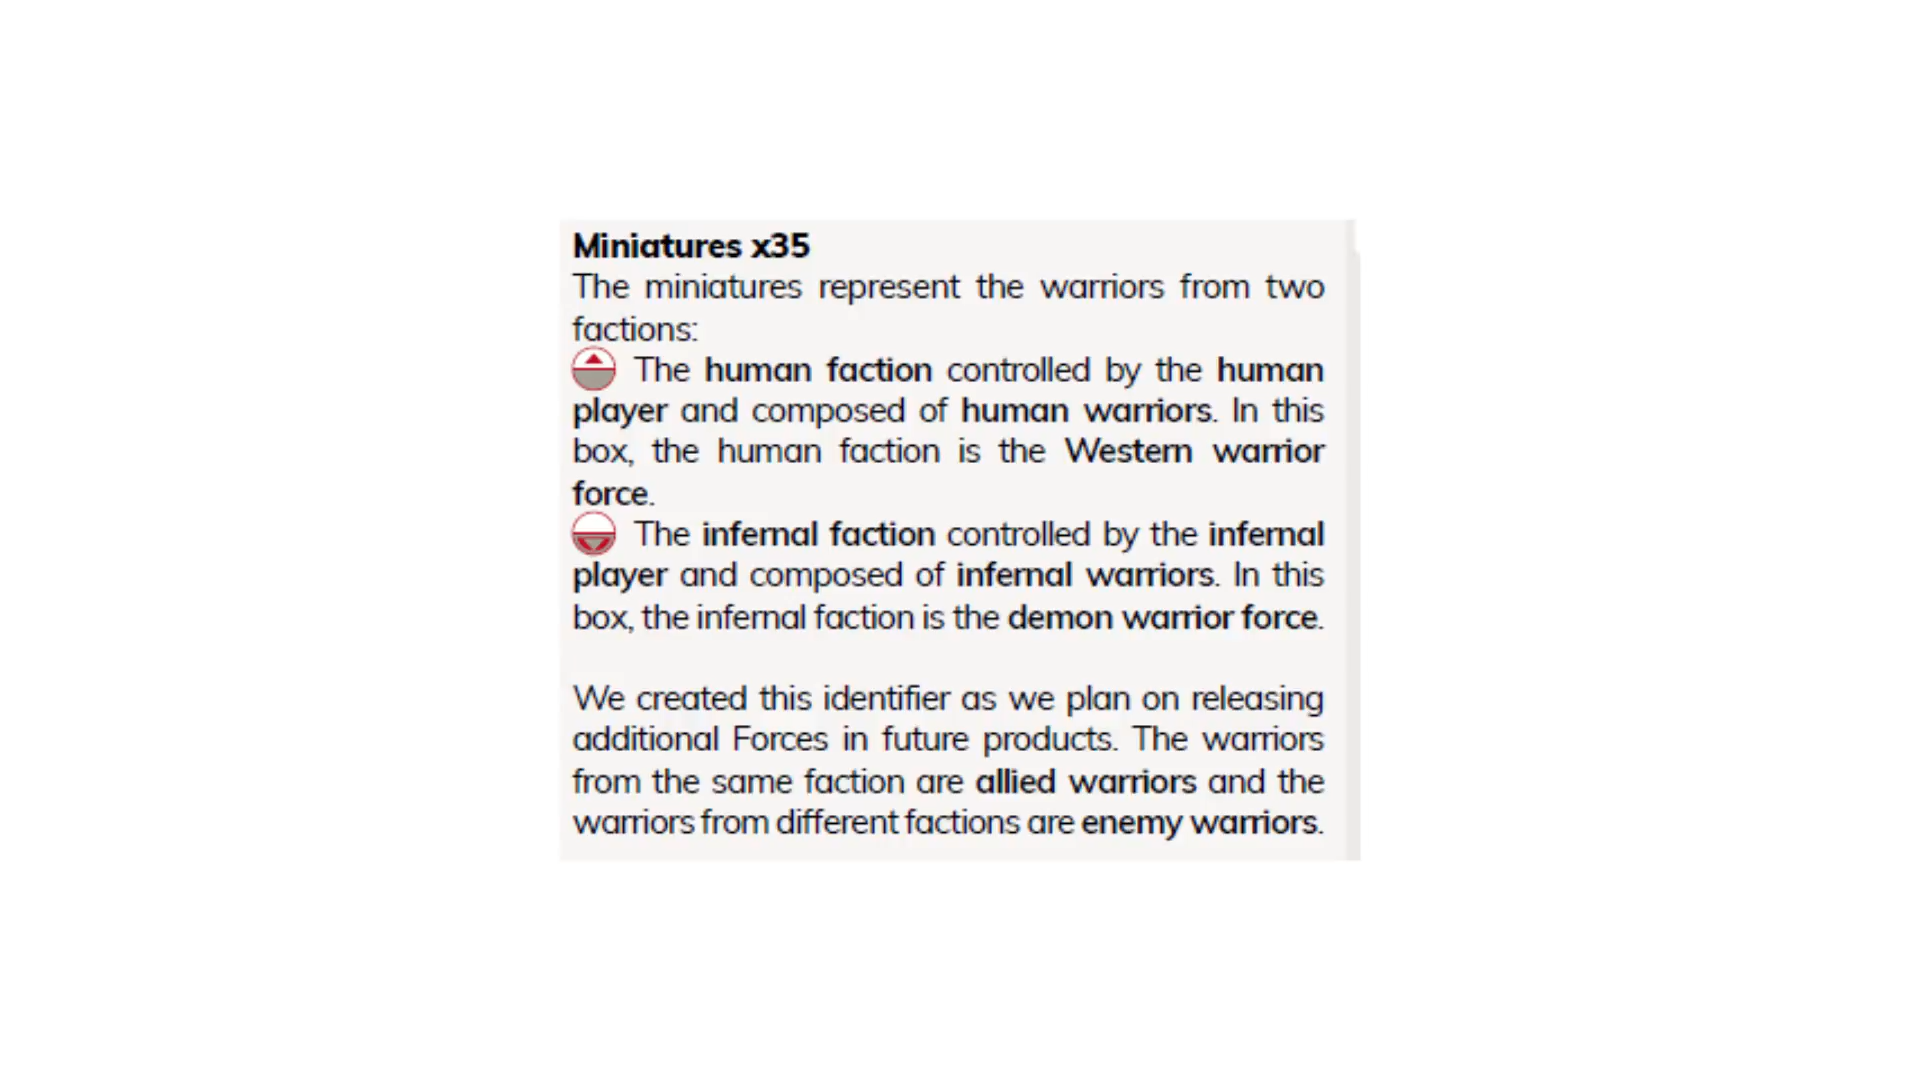 Miniatures x35
The miniatures represent the warriors from two
factions:
The human faction controlled by the human
player and composed of human warriors. In this
box, the human faction is the Western warrior
force.
The infernal faction controlled by the infernal
player and composed of infernal warriors. In this
box, the infernal faction is the demon warrior force.
We created this identifier as we plan on releasing
additional Forces in future products. The warriors
from the same faction are allied warriors and the
warriors from different factions are enemy warriors.